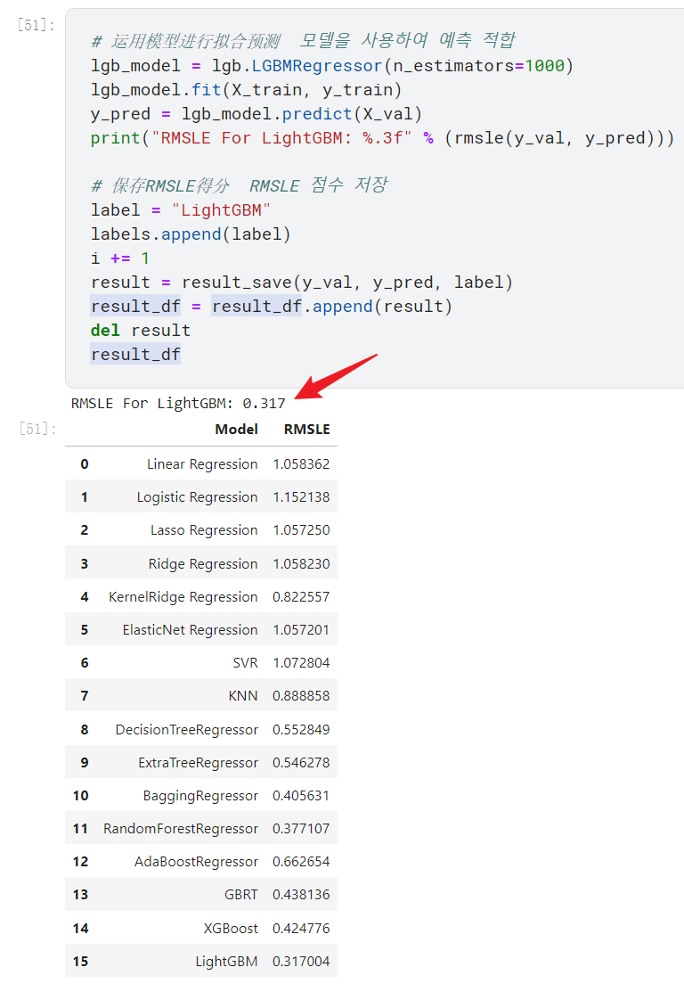 [51]:
# 运用模型进行拟合预测  모델을 사용하여 예측 적합
lgb_model = lgb.LGBMRegressor(n_estimators=1000)
lgb_model.fit(X_train, y_train)
y_pred = lgb_model.predict(X_val)
print("RMSLE For LightGBM: %.3f" % (rmsle(y_val, y_pred)))
# 保存RMSLE得分  RMSLE 점수 저장
label = "LightGBM"
labels.append(label)
i += 1
result = result_save(y_val, y_pred, label)
result_df = result_df.append(result)
del result
result_df
RMSLE For LightGBM: 0.317
[51]:
Model RMSLE
0 Linear Regression 1.058362
1 Logistic Regression 1.152138
2 Lasso Regression 1.057250
3 Ridge Regression 1.058230
4 KernelRidge Regression 0.822557
5 ElasticNet Regression 1.057201
6 SVR 1.072804
7 KNN 0.888858
8 DecisionTreeRegressor 0.552849
9 ExtraTreeRegressor 0.546278
10 BaggingRegressor 0.405631
11 RandomForestRegressor 0.377107
12 AdaBoostRegressor 0.662654
13 GBRT 0.438136
14 XGBoost 0.424776
15 LightGBM 0.317004